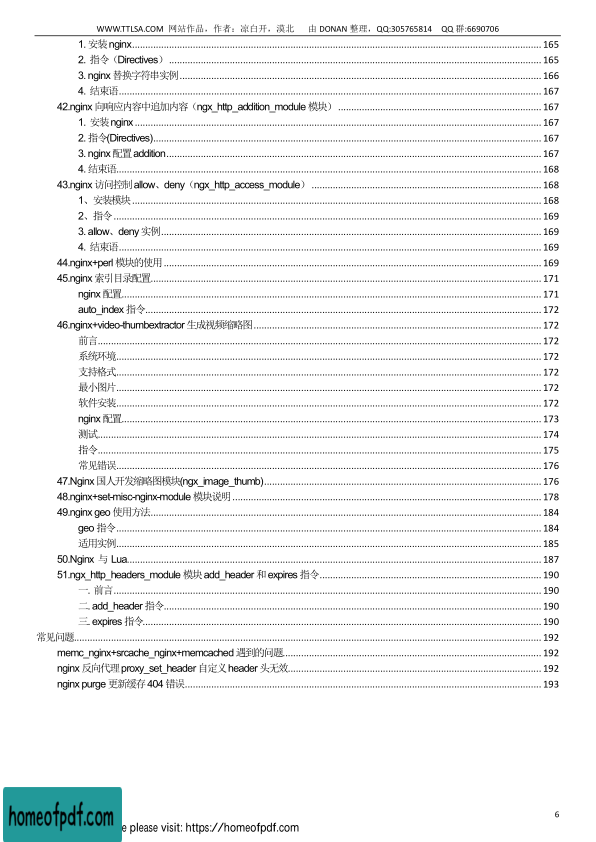 WWW.TTLSA.COM 网站作品，作者：凉白开，漠北 由 DONAN 整理，QQ:305765814 QQ 群:6690706
1. 安装 nginx 165
2. 指令（Directives） 165
3. nginx 替换字符串实例 166
4. 结束语 167
42.nginx 向响应内容中追加内容（ngx_http_addition_module 模块） 167
1. 安装 nginx 167
2. 指令(Directives) 167
3. nginx 配置 addition 167
4. 结束语 168
43.nginx 访问控制 allow、deny（ngx_http_access_module） 168
1、安装模块 168
2、指令 169
3. allow、deny 实例 169
4. 结束语 169
44.nginx+perl 模块的使用 169
45.nginx 索引目录配置 171
nginx 配置 171
auto_index 指令 172
46.nginx+video-thumbextractor 生成视频缩略图 172
前言 172
系统环境 172
支持格式 172
最小图片 172
软件安装 172
nginx 配置 173
测试 174
指令 175
常见错误 176
47.Nginx 国人开发缩略图模块(ngx_image_thumb) 176
48.nginx+set-misc-nginx-module 模块说明 178
49.nginx geo 使用方法 184
geo 指令 184
适用实例 185
50.Nginx 与 Lua 187
51.ngx_http_headers_module 模块 add_header 和 expires 指令 190
一. 前言 190
二. add_header 指令 190
三. expires 指令 190
常见问题 192
memc_nginx+srcache_nginx+memcached 遇到的问题 192
nginx 反向代理 proxy_set_header 自定义 header 头无效 192
nginx purge 更新缓存 404 错误 193
6
homeofpdf.com
e please visit: https://homeofpdf.com